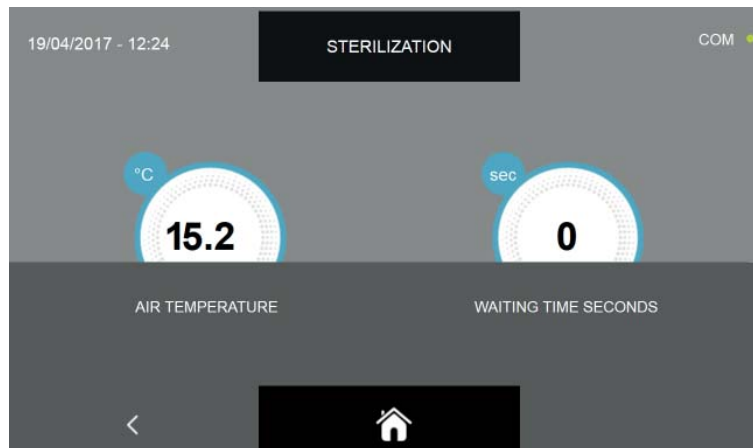 19/04/2017 - 12:24
STERILIZATION
COM
°C
sec
15.2
0
AIR TEMPERATURE
WAITING TIME SECONDS